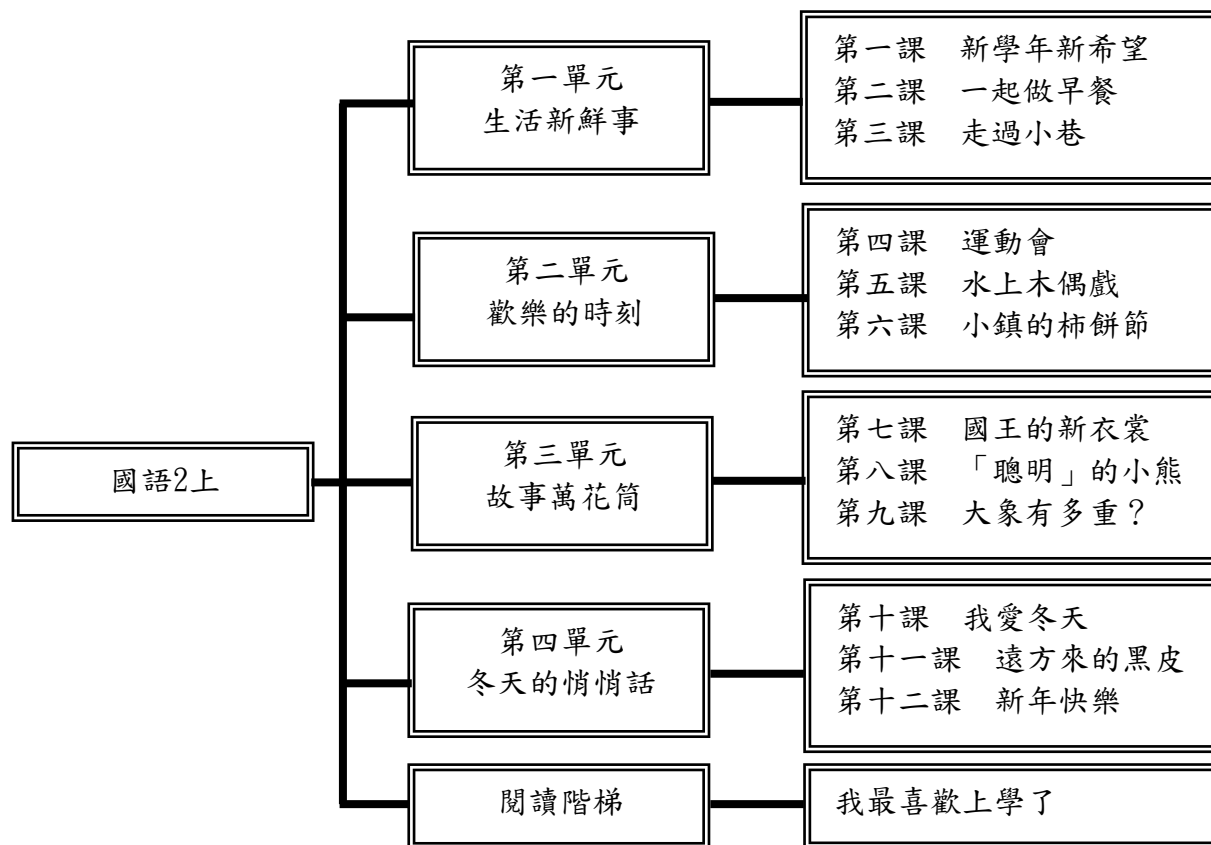 國語2上
第一單元
生活新鮮事
第一課　新學年新希望
第二課　一起做早餐
第三課　走過小巷
第二單元
歡樂的時刻
第四課　運動會
第五課　水上木偶戲
第六課　小鎮的柿餅節
第三單元
故事萬花筒
第七課　國王的新衣裳
第八課　「聰明」的小熊
第九課　大象有多重？
第四單元
冬天的悄悄話
第十課　我愛冬天
第十一課　遠方來的黑皮
第十二課　新年快樂
閱讀階梯
我最喜歡上學了